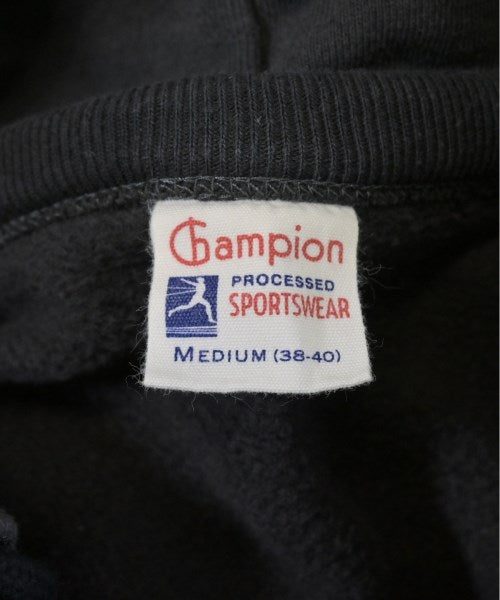 Champion
PROCESSED
SPORTSWEAR
MEDIUM (38-40)